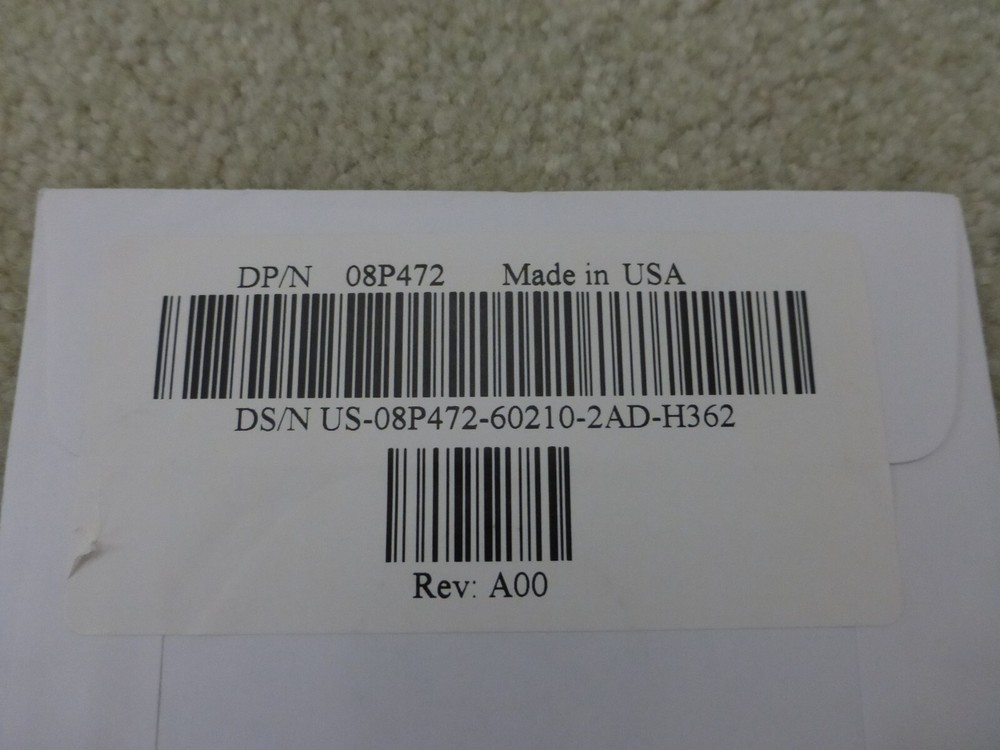 DP/N 08P472 Made in USA
DS/N US-08P472-60210-2AD-H362
Rev: A00